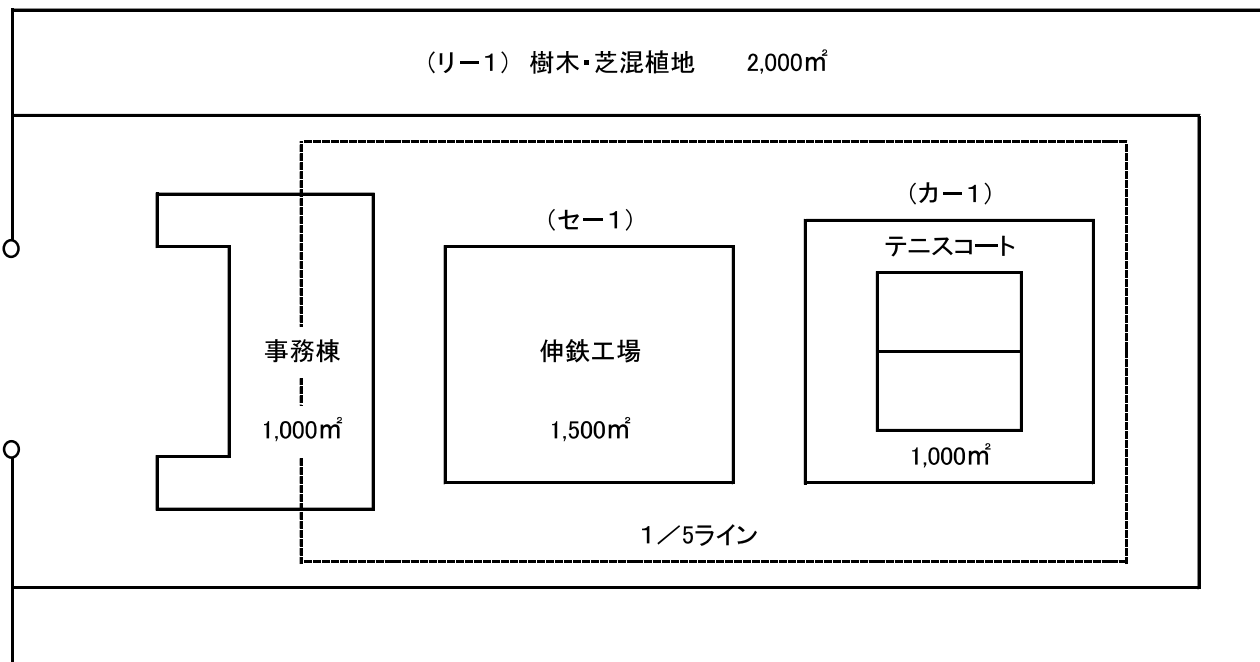 （リー１） 樹木・芝混植地 2,000㎡
（セー１）
（カー１）
テニスコート
事務棟
1,000㎡
伸鉄工場
1,500㎡
1,000㎡
１／5ライン